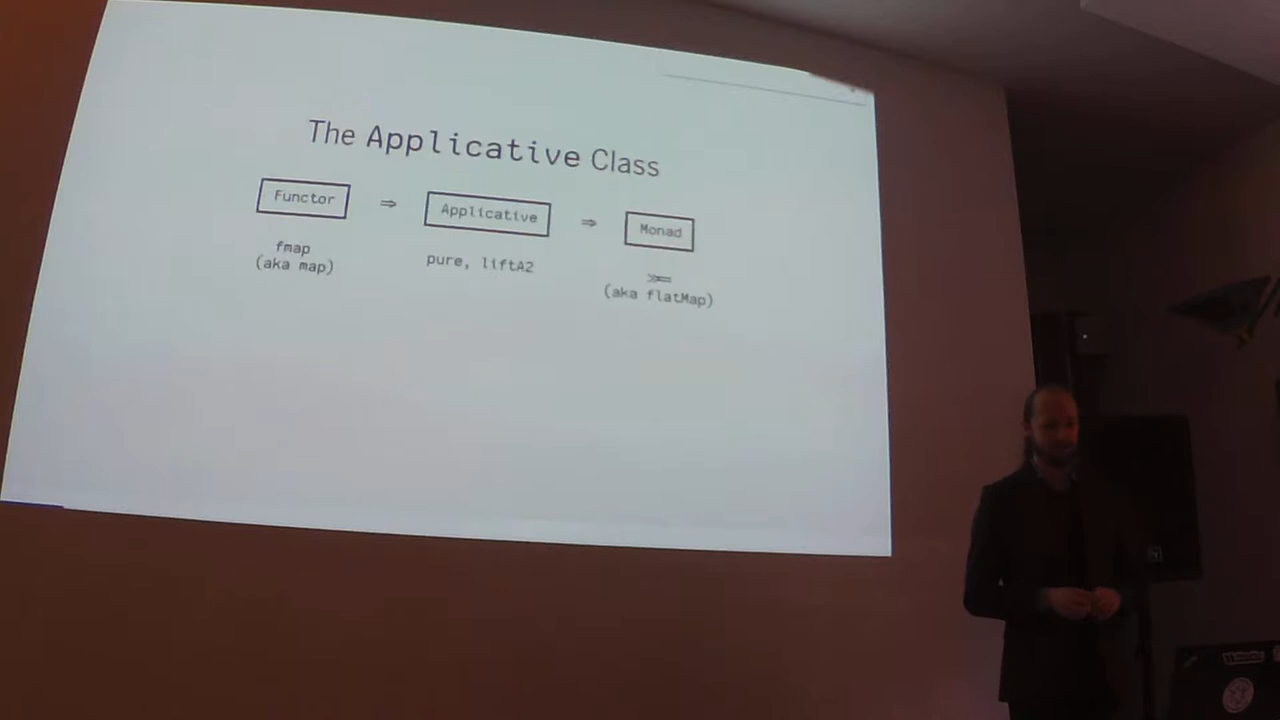 The Applicative Class
Functor ⇒ Applicative ⇒ Monad
fmap
(aka map)
pure, liftA2
>>=
(aka flatMap)